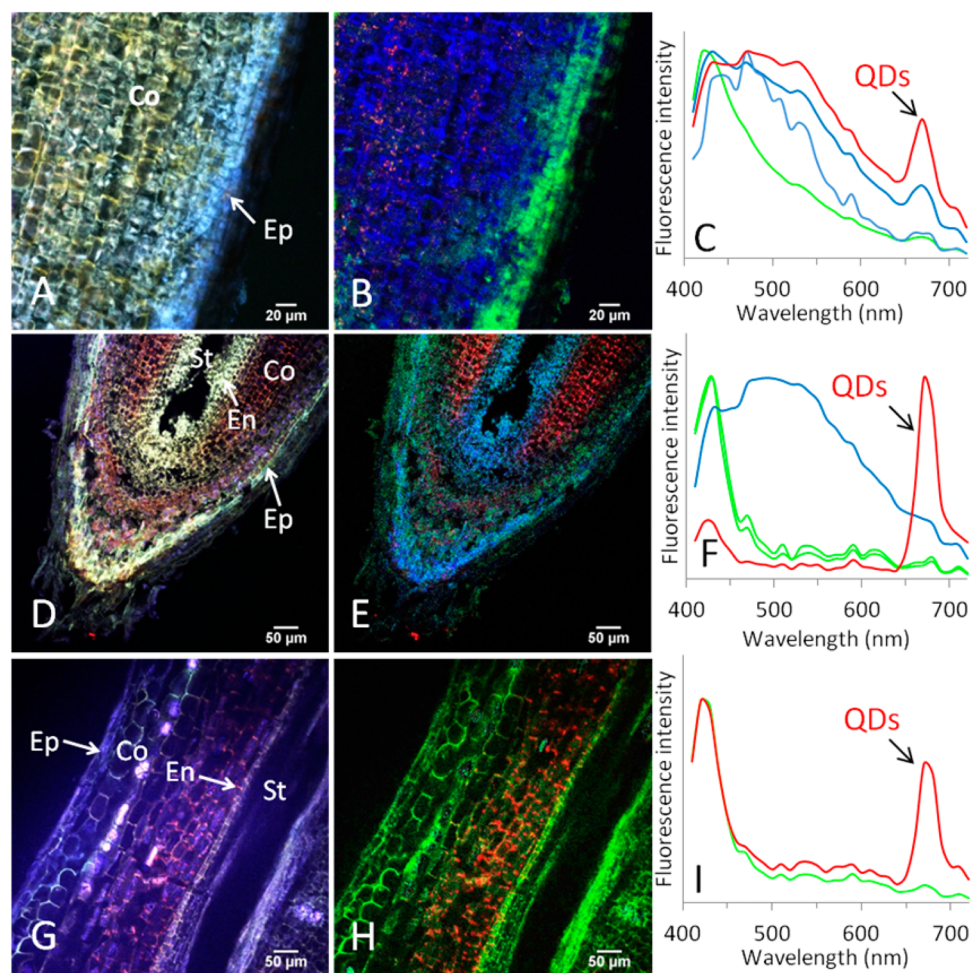 Co
Ep
A
20 µm
B
20 µm
Fluorescence intensity
QDs
C
400 500 600 700
Wavelength (nm)
St
Co
En
Ep
D
50 µm
E
50 µm
Fluorescence intensity
QDs
F
400 500 600 700
Wavelength (nm)
Ep
Co
En
St
G
50 µm
H
50 µm
Fluorescence intensity
QDs
I
400 500 600 700
Wavelength (nm)